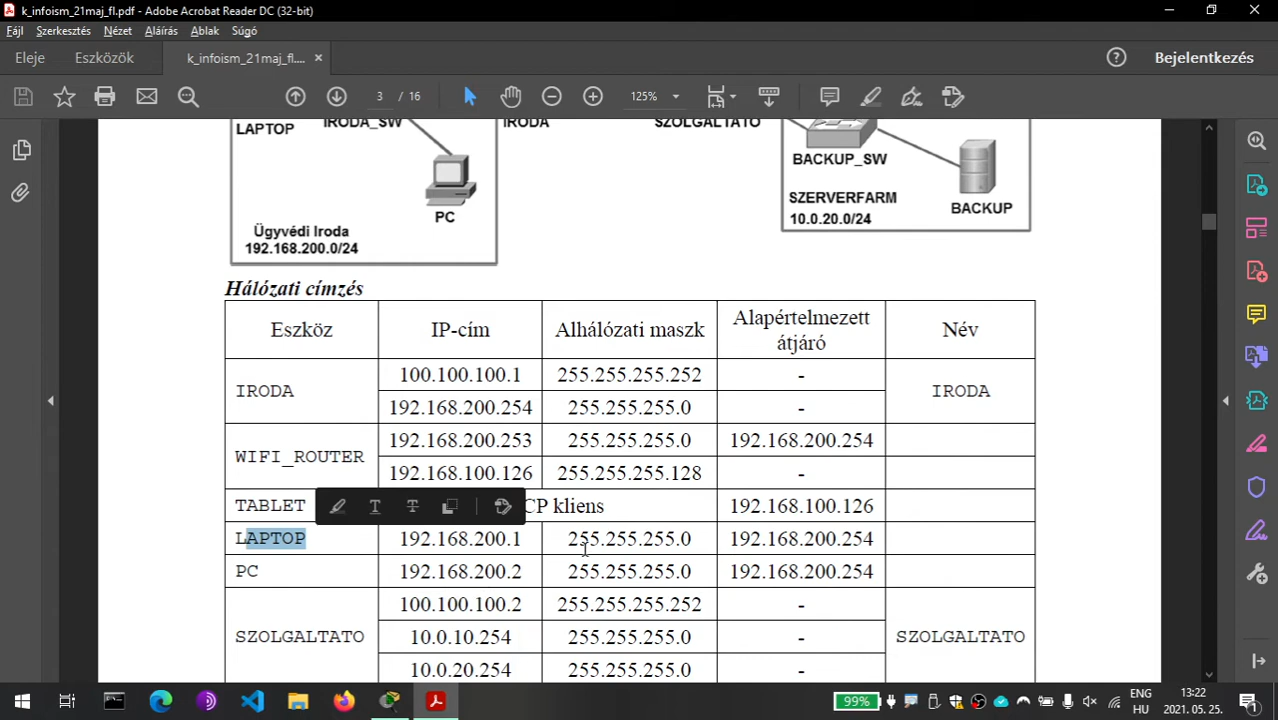 k_infoism_21maj_fl.pdf - Adobe Acrobat Reader DC (32-bit)
Fájl Szerkesztés Nézet Aláírás Ablak Súgó
Eleje Eszközök k_infoism_21maj_fl.... × Bejelentkezés
3 / 16 125%
LAPTOP IRODA_SW IRODA SZOLGALTATO
BACKUP_SW
PC
SZERVERFARM
10.0.20.0/24
BACKUP
Ügyvédi Iroda
192.168.200.0/24
Hálózati címzés
Eszköz IP-cím Alhálózati maszk Alapértelmezett átjáró Név
IRODA 100.100.100.1 255.255.255.252 - IRODA
192.168.200.254 255.255.255.0 -
WIFI_ROUTER 192.168.200.253 255.255.255.0 192.168.200.254
192.168.100.126 255.255.255.128 -
TABLET CP kliens 192.168.100.126
LAPTOP 192.168.200.1 255.255.255.0 192.168.200.254
PC 192.168.200.2 255.255.255.0 192.168.200.254
SZOLGALTATO 100.100.100.2 255.255.255.252 - SZOLGALTATO
10.0.10.254 255.255.255.0 -
10.0.20.254 255.255.255.0 -
99% ENG HU 13:22 2021. 05. 25. 1